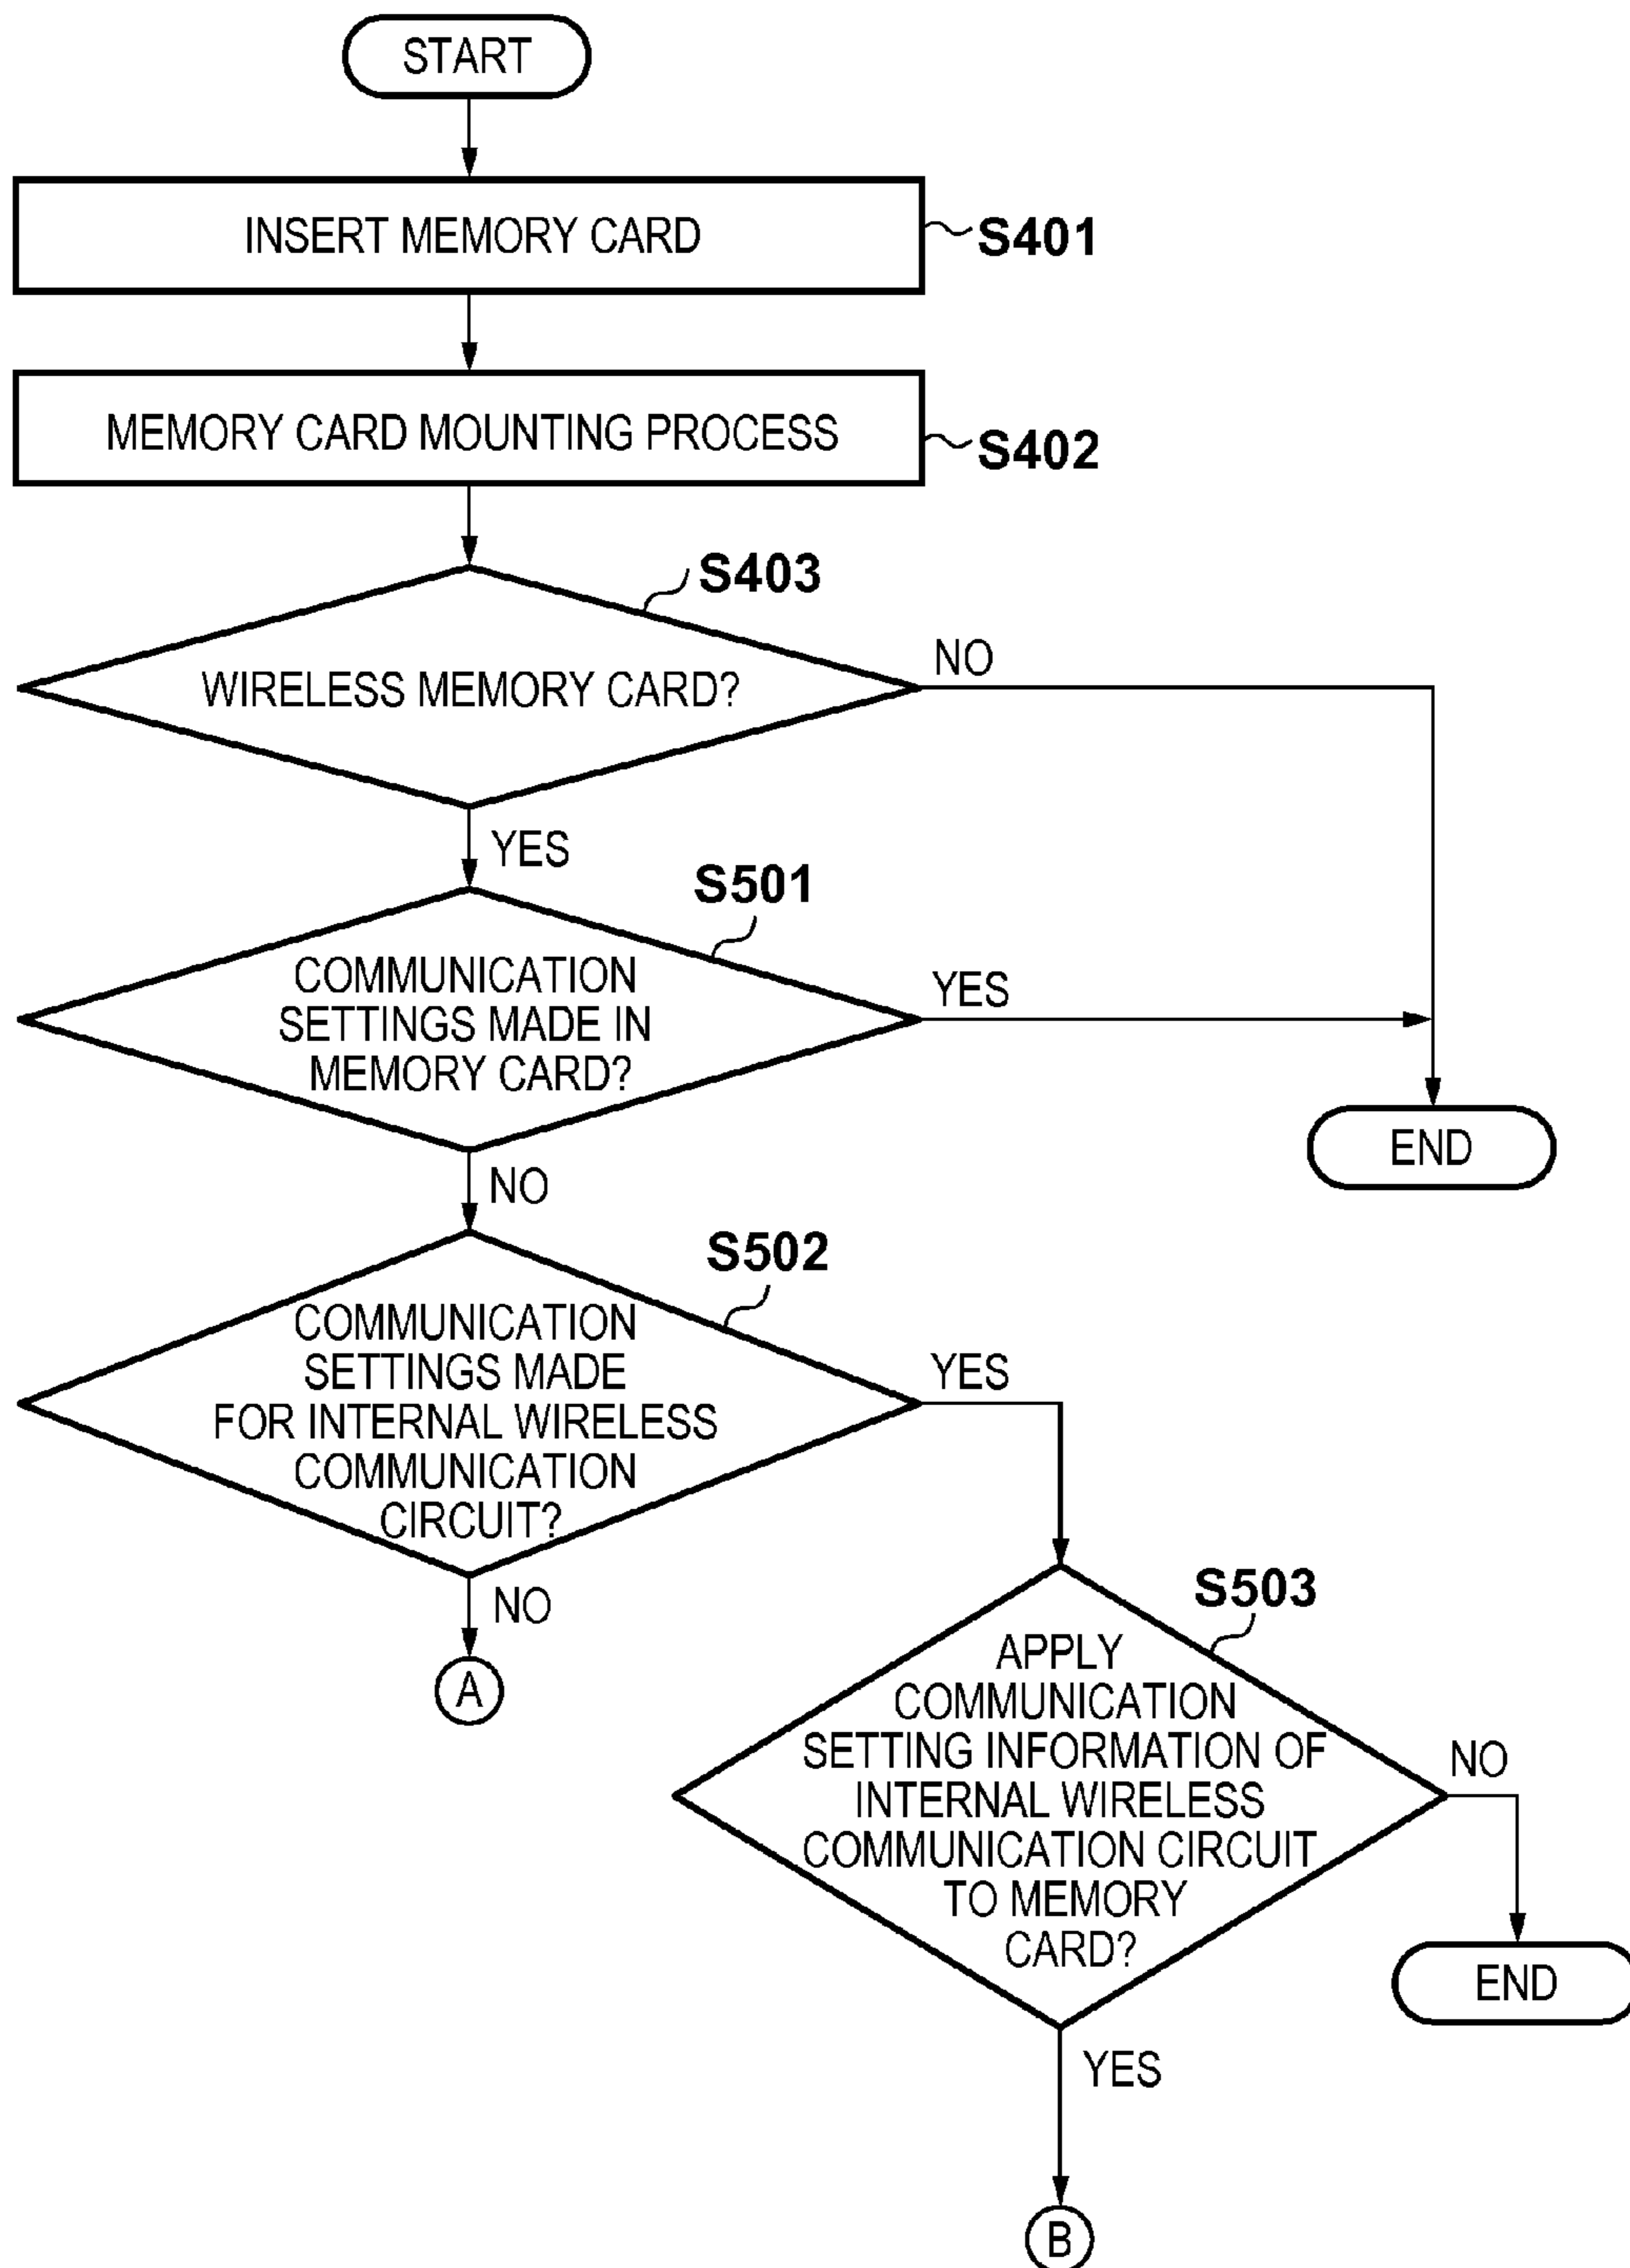 START
INSERT MEMORY CARD
S401
MEMORY CARD MOUNTING PROCESS
S402
S403
WIRELESS MEMORY CARD?
NO
YES
S501
COMMUNICATION
SETTINGS MADE IN
MEMORY CARD?
YES
END
NO
S502
COMMUNICATION
SETTINGS MADE
FOR INTERNAL WIRELESS
COMMUNICATION
CIRCUIT?
YES
NO
A
S503
APPLY
COMMUNICATION
SETTING INFORMATION OF
INTERNAL WIRELESS
COMMUNICATION CIRCUIT
TO MEMORY
CARD?
NO
END
YES
B